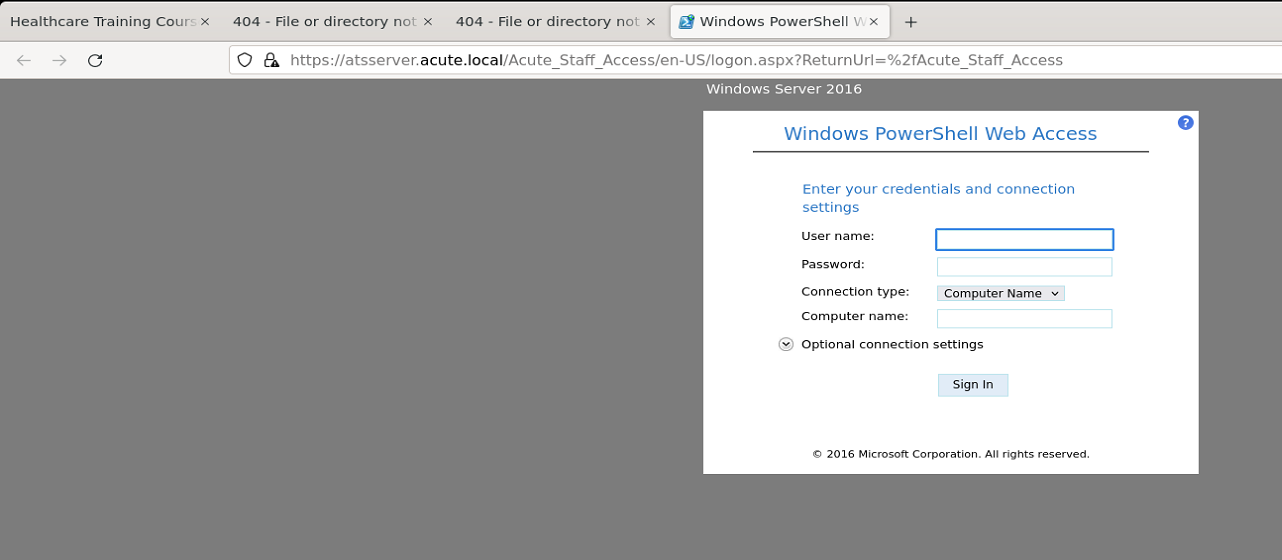 Healthcare Training Cours
404 - File or directory not
404 - File or directory not
Windows PowerShell W
https://atsserver.acute.local/Acute_Staff_Access/en-US/logon.aspx?ReturnUrl=%2fAcute_Staff_Access
Windows Server 2016
?
Windows PowerShell Web Access
Enter your credentials and connection
settings
User name:
Password:
Connection type: Computer Name
Computer name:
Optional connection settings
Sign In
© 2016 Microsoft Corporation. All rights reserved.